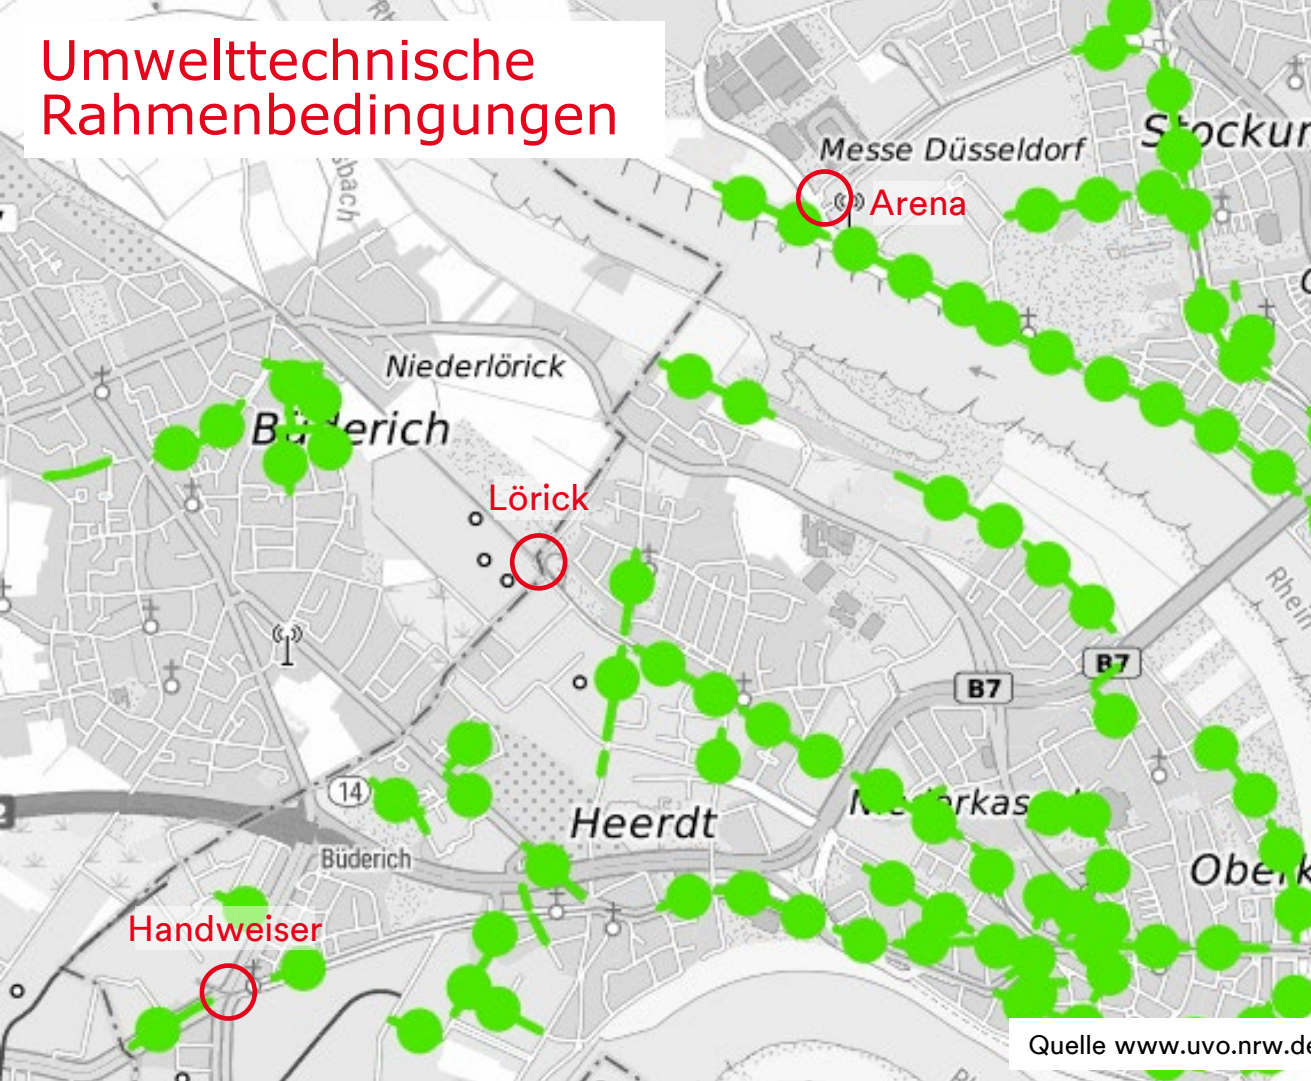 Umwelttechnische
Rahmenbedingungen
Messe Düsseldorf
Arena
Niederlörick
Lörick
B7
B7
14
Heerdt
Büderich
Handweiser
Quelle www.uvo.nrw.de